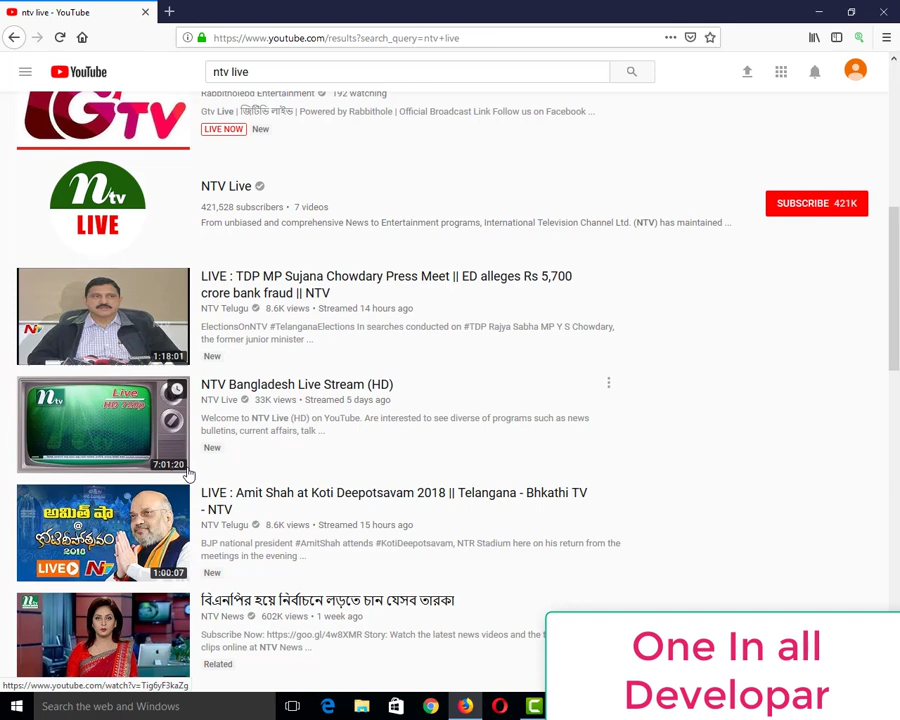 ntv live - YouTube
https://www.youtube.com/results?search_query=ntv+live
YouTube
ntv live
GTV
Rabbitholebd Entertainment 192 watching
Gtv Live | জিটিভি লাইভ | Powered by Rabbithole | Official Broadcast Link Follow us on Facebook ...
LIVE NOW New
ntv
LIVE
NTV Live
421,528 subscribers • 7 videos
From unbiased and comprehensive News to Entertainment programs, International Television Channel Ltd. (NTV) has maintained ...
SUBSCRIBE 421K
N
1:18:01
LIVE : TDP MP Sujana Chowdary Press Meet || ED alleges Rs 5,700
crore bank fraud || NTV
NTV Telugu 8.6K views • Streamed 14 hours ago
ElectionsOnNTV #TelanganaElections In searches conducted on #TDP Rajya Sabha MP Y S Chowdary,
the former junior minister ...
New
ntv
Live
HD 720p
7:01:20
NTV Bangladesh Live Stream (HD)
NTV Live 33K views • Streamed 5 days ago
Welcome to NTV Live (HD) on YouTube. Are interested to see diverse of programs such as news
bulletins, current affairs, talk ...
New
అమిత్ షా
@
కోటిదీపోత్సవం
2018
LIVE
N
1:00:07
LIVE : Amit Shah at Koti Deepotsavam 2018 || Telangana - Bhkathi TV
- NTV
NTV Telugu 8.6K views • Streamed 15 hours ago
BJP national president #AmitShah attends #KotiDeepotsavam, NTR Stadium here on his return from the
meetings in the evening ...
New
ntv
বিএনপির হয়ে নির্বাচনে লড়তে চান যেসব তারকা
NTV News 602K views • 1 week ago
Subscribe Now: https://goo.gl/4w8XMR Story: Watch the latest news videos and the
clips online at NTV News ...
Related
https://www.youtube.com/watch?v=Tig6yF3kaZg
One In all
Developar
Search the web and Windows